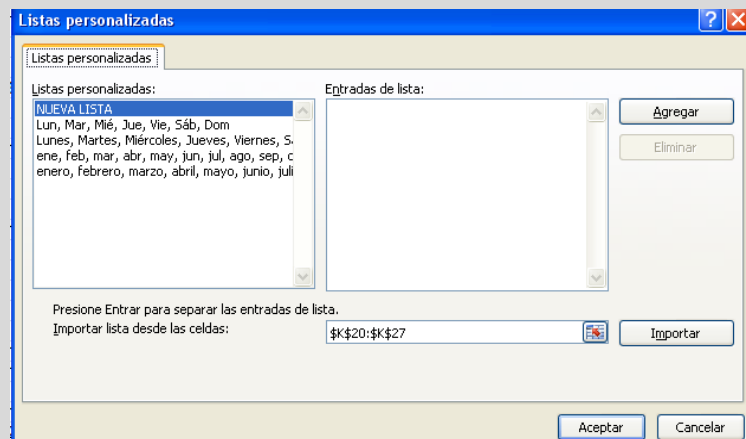 Listas personalizadas
Listas personalizadas
Listas personalizadas:
Entradas de lista:
NUEVA LISTA
Lun, Mar, Mié, Jue, Vie, Sáb, Dom
Lunes, Martes, Miércoles, Jueves, Viernes, S
ene, feb, mar, abr, may, jun, jul, ago, sep, o
enero, febrero, marzo, abril, mayo, junio, juli
Agregar
Eliminar
Presione Entrar para separar las entradas de lista.
Importar lista desde las celdas:
$K$20:$K$27
Importar
Aceptar
Cancelar